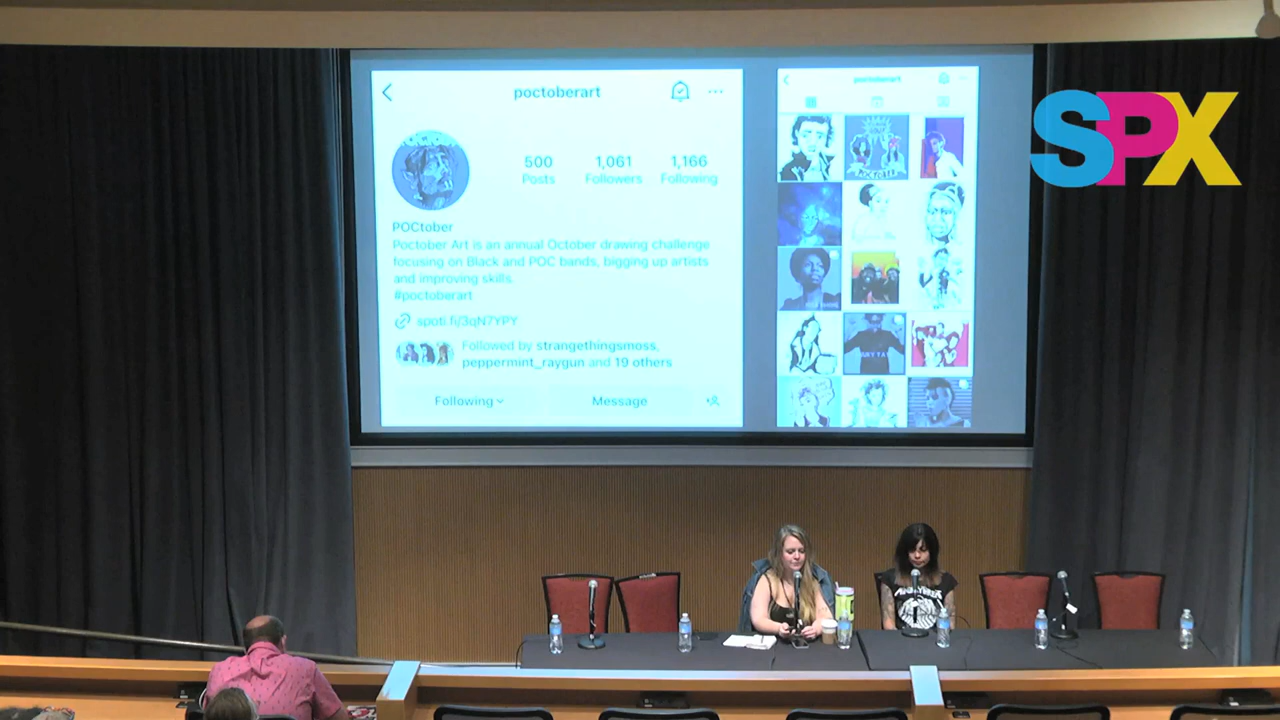 poctoberart
500
1,061
1,166
Posts
Followers
Following
POCtober
Poctober Art is an annual October drawing challenge
focusing on Black and POC bands, bigging up artists
and improving skills.
#poctoberart
spoti.fi/3qN7YPY
Followed by strangethingsmoss,
peppermint_raygun and 19 others
Following
Message
poctoberart
SPX